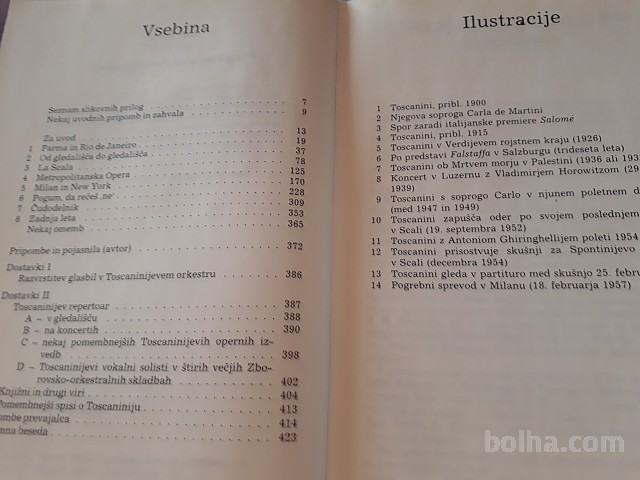 Vsebina
Seznam slikovnih prilog 7
Nekaj uvodnih pripomb in zahvala 9
Za uvod 13
1 Parma in Rio de Janeiro 19
2 Od gledališča do gledališča 37
3 La Scala 78
4 Metropolitanska Opera 125
5 Milan in New York 170
6 Pogum, da rečeš ‚ne' 228
7 Čudodelnik 309
8 Zadnja leta 353
Nekaj omemb 365
Pripombe in pojasnila (avtor) 372
Dostavki I
Razvrstitev glasbil v Toscaninijevem orkestru 386
Dostavki II
Toscaninijev repertoar 387
A – v gledališču 388
B – na koncertih 390
C – nekaj pomembnejših Toscaninijevih opernih iz-
vedb 398
D – Toscaninijevi vokalni solisti v štirih večjih Zbo-
rovsko-orkestralnih skladbah 402
Knjižni in drugi viri 404
Pomembnejši spisi o Toscaniniju 413
ombe prevajalca 414
mna beseda 423
Ilustracije
1 Toscanini, pribl. 1900
2 Njegova soproga Carla de Martini
3 Spor zaradi italijanske premiere Salomé
4 Toscanini, pribl. 1915
5 Toscanini v Verdijevem rojstnem kraju (1926)
6 Po predstavi Falstaffa v Salzburgu (trideseta leta)
7 Toscanini ob Mrtvem morju v Palestini (1936 ali 193
8 Koncert v Luzernu z Vladimirjem Horowitzom (29
1939)
9 Toscanini s soprogo Carlo v njunem poletnem d
(med 1947 in 1949)
10 Toscanini zapušča oder po svojem poslednjem
v Scali (19. septembra 1952)
11 Toscanini z Antoniom Ghiringhellijem poleti 1954
12 Toscanini prisostvuje skušnji za Spontinijevo
v Scali (decembra 1954)
13 Toscanini gleda v partituro med skušnjo 25. febru
14 Pogrebni sprevod v Milanu (18. februarja 1957)
bolha.com